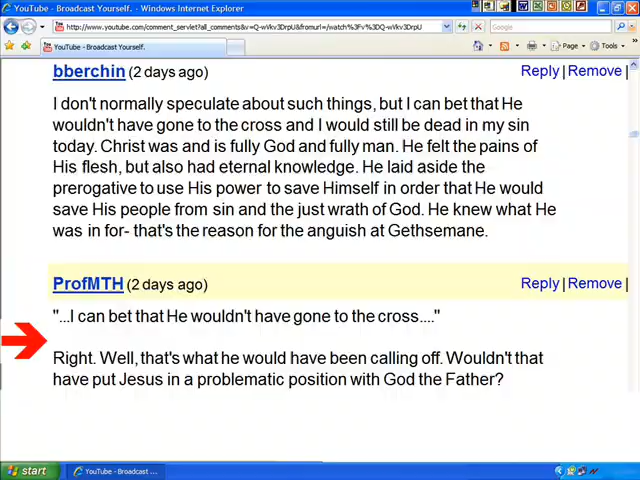 YouTube - Broadcast Yourself. - Windows Internet Explorer
http://www.youtube.com/comment_servlet?all_comments&v=Q-wVkv3DrpU&fromurl=/watch%3Fv%3DQ-wVkv3DrpU
Google
YouTube - Broadcast Yourself.
Page
Tools
bberchin (2 days ago) Reply | Remove |
I don't normally speculate about such things, but I can bet that He
wouldn't have gone to the cross and I would still be dead in my sin
today. Christ was and is fully God and fully man. He felt the pains of
His flesh, but also had eternal knowledge. He laid aside the
prerogative to use His power to save Himself in order that He would
save His people from sin and the just wrath of God. He knew what He
was in for- that's the reason for the anguish at Gethsemane.
ProfMTH (2 days ago) Reply | Remove |
"...I can bet that He wouldn't have gone to the cross...."
Right. Well, that's what he would have been calling off. Wouldn't that
have put Jesus in a problematic position with God the Father?
start
YouTube - Broadcast ...